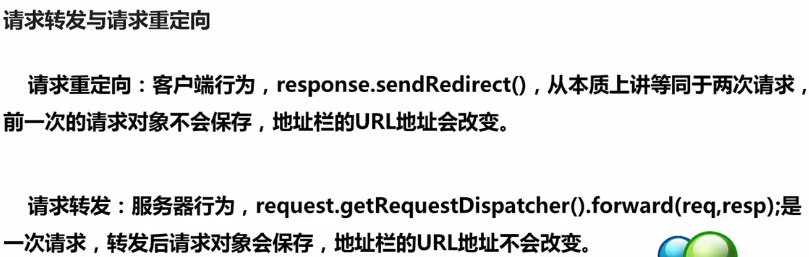 请求转发与请求重定向
请求重定向：客户端行为，response.sendRedirect()，从本质上讲等同于两次请求，
前一次的请求对象不会保存，地址栏的URL地址会改变。
请求转发：服务器行为，request.getRequestDispatcher().forward(req,resp);是
一次请求，转发后请求对象会保存，地址栏的URL地址不会改变。